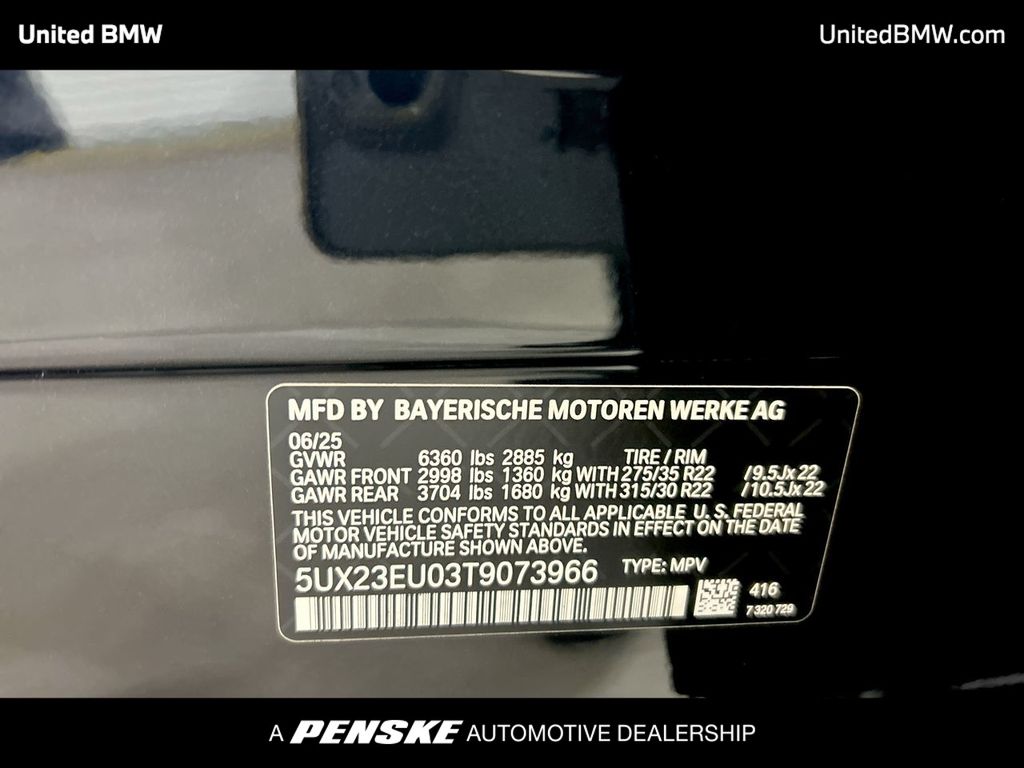 United BMW
UnitedBMW.com
MFD BY BAYERISCHE MOTOREN WERKE AG
06/25
GVWR 6360 lbs 2885 kg TIRE / RIM
GAWR FRONT 2998 lbs 1360 kg WITH 275/35 R22 / 9.5Jx22
GAWR REAR 3704 lbs 1680 kg WITH 315/30 R22 / 10.5Jx22
THIS VEHICLE CONFORMS TO ALL APPLICABLE U. S. FEDERAL
MOTOR VEHICLE SAFETY STANDARDS IN EFFECT ON THE DATE
OF MANUFACTURE SHOWN ABOVE.
5UX23EU03T9073966 TYPE: MPV
416
7 320 729
A PENSKE AUTOMOTIVE DEALERSHIP